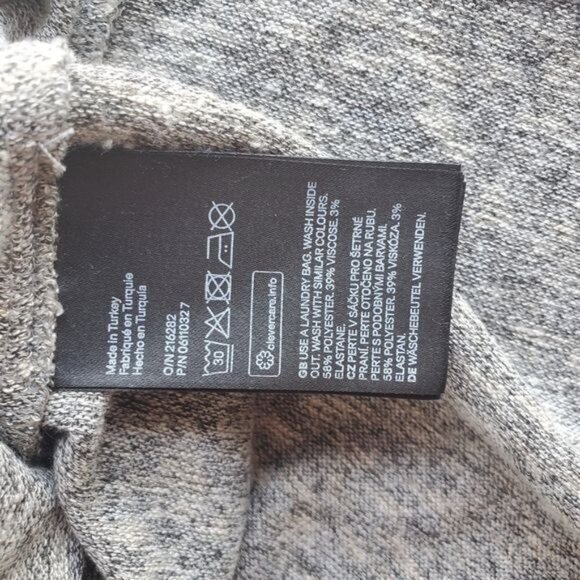 Made in Turkey
Fabriqué en Turquie
Hecho en Turquía
O/N 216282
P/N 06110327
30
clevercare.info
GB USE A LAUNDRY BAG. WASH INSIDE
OUT. WASH WITH SIMILAR COLOURS.
58% POLYESTER. 39% VISCOSE. 3%
ELASTANE.
CZ PERTE V SÁČKU PRO ŠETRNÉ
PRANÍ, PERTE OTOČENO NA RUBU.
PERTE S PODOBNÝMI BARVAMI.
58% POLYESTER. 39% VISKÓZA. 3%
ELASTAN.
DE WÄSCHEBEUTEL VERWENDEN.